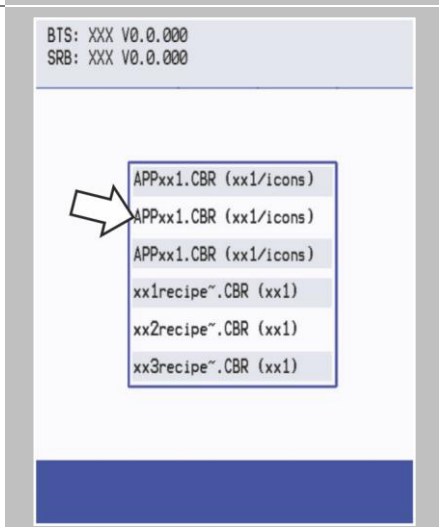 BTS: XXX V0.0.000
SRB: XXX V0.0.000
APPxx1.CBR (xx1/icons)
APPxx1.CBR (xx1/icons)
APPxx1.CBR (xx1/icons)
xx1recipe~.CBR (xx1)
xx2recipe~.CBR (xx1)
xx3recipe~.CBR (xx1)